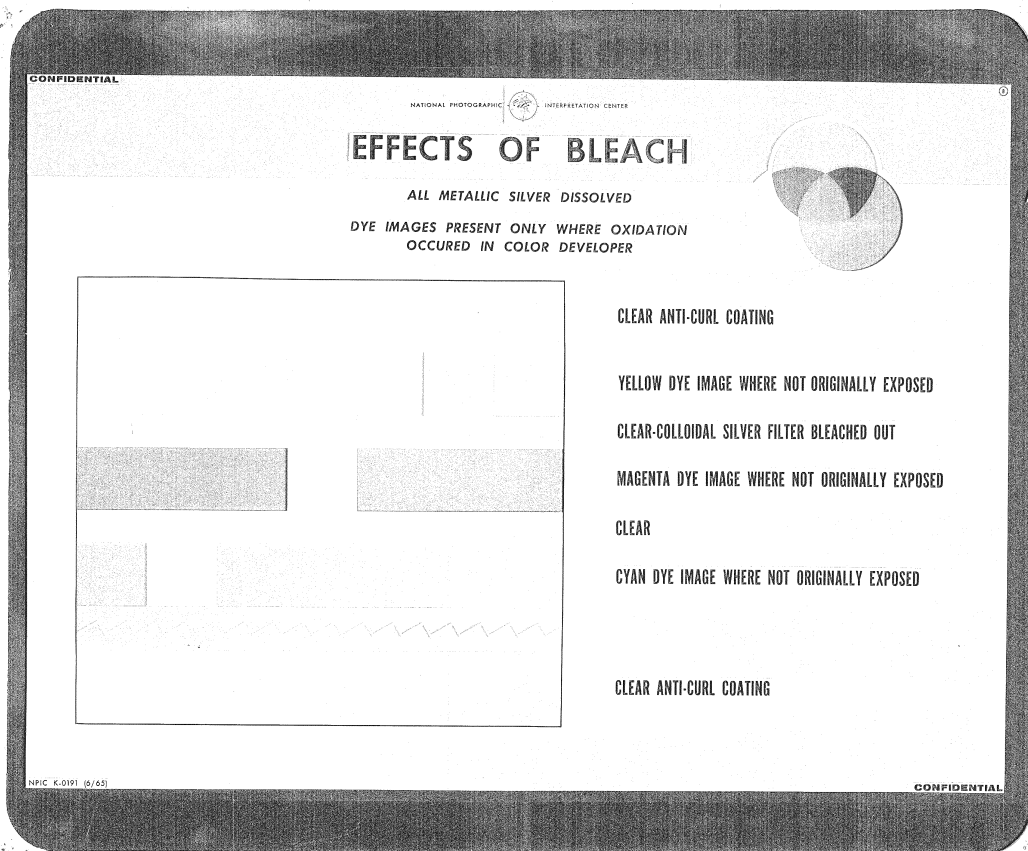 CONFIDENTIAL
8
NATIONAL PHOTOGRAPHIC INTERPRETATION CENTER
EFFECTS OF BLEACH
ALL METALLIC SILVER DISSOLVED
DYE IMAGES PRESENT ONLY WHERE OXIDATION
OCCURED IN COLOR DEVELOPER
CLEAR ANTI-CURL COATING
YELLOW DYE IMAGE WHERE NOT ORIGINALLY EXPOSED
CLEAR-COLLOIDAL SILVER FILTER BLEACHED OUT
MAGENTA DYE IMAGE WHERE NOT ORIGINALLY EXPOSED
CLEAR
CYAN DYE IMAGE WHERE NOT ORIGINALLY EXPOSED
CLEAR ANTI-CURL COATING
NPIC K-0191 (6/65)
CONFIDENTIAL